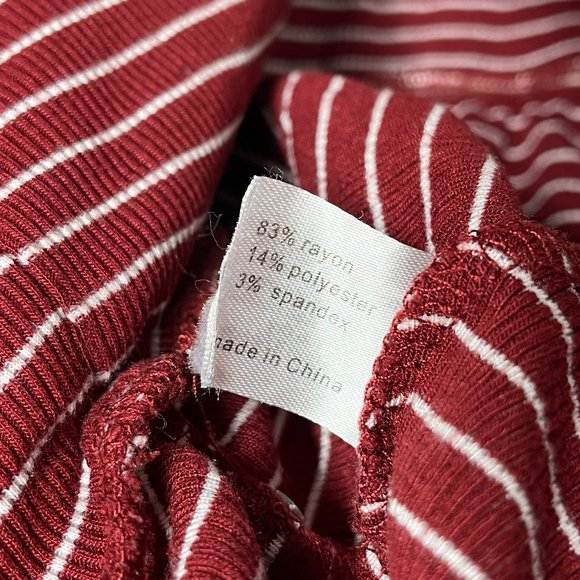 83% rayon
14% polyester
3% spandex
made in China